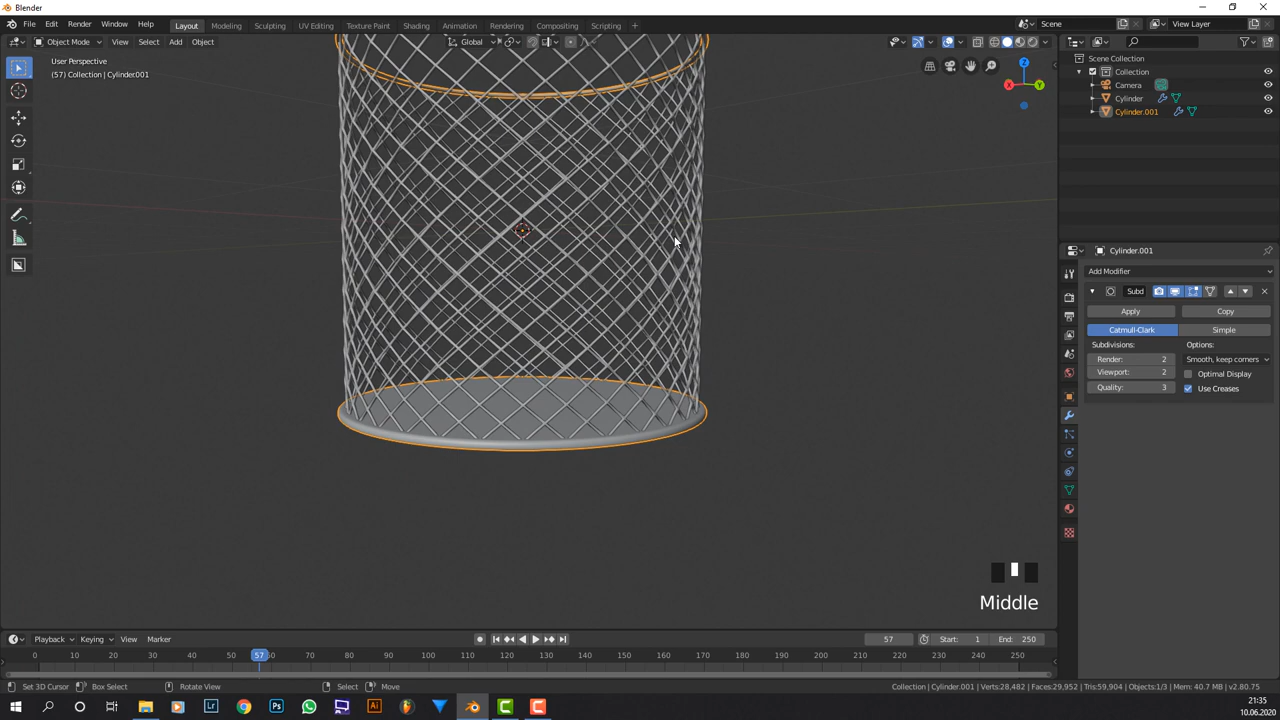 Blender
File Edit Render Window Help Layout Modeling Sculpting UV Editing Texture Paint Shading Animation Rendering Compositing Scripting + Scene View Layer
Object Mode View Select Add Object Global
User Perspective
(57) Collection | Cylinder.001
X Y Z
Scene Collection
Collection
Camera
Cylinder
Cylinder.001
Cylinder.001
Add Modifier
Subd
Apply Copy
Catmull-Clark Simple
Subdivisions: Options:
Render: 2 Smooth, keep corners
Viewport: 2 Optimal Display
Quality: 3 Use Creases
Middle
Playback Keying View Marker 57 Start: 1 End: 250
0 10 20 30 40 50 57 60 70 80 90 100 110 120 130 140 150 160 170 180 190 200 210 220 230 240 250
Set 3D Cursor Box Select Rotate View Select Move Collection | Cylinder.001 | Verts:28,482 | Faces:29,952 | Tris:59,904 | Objects:1/3 | Mem: 40.7 MB | v2.80.75
Lr Ps Ai 21:35
10.06.2020